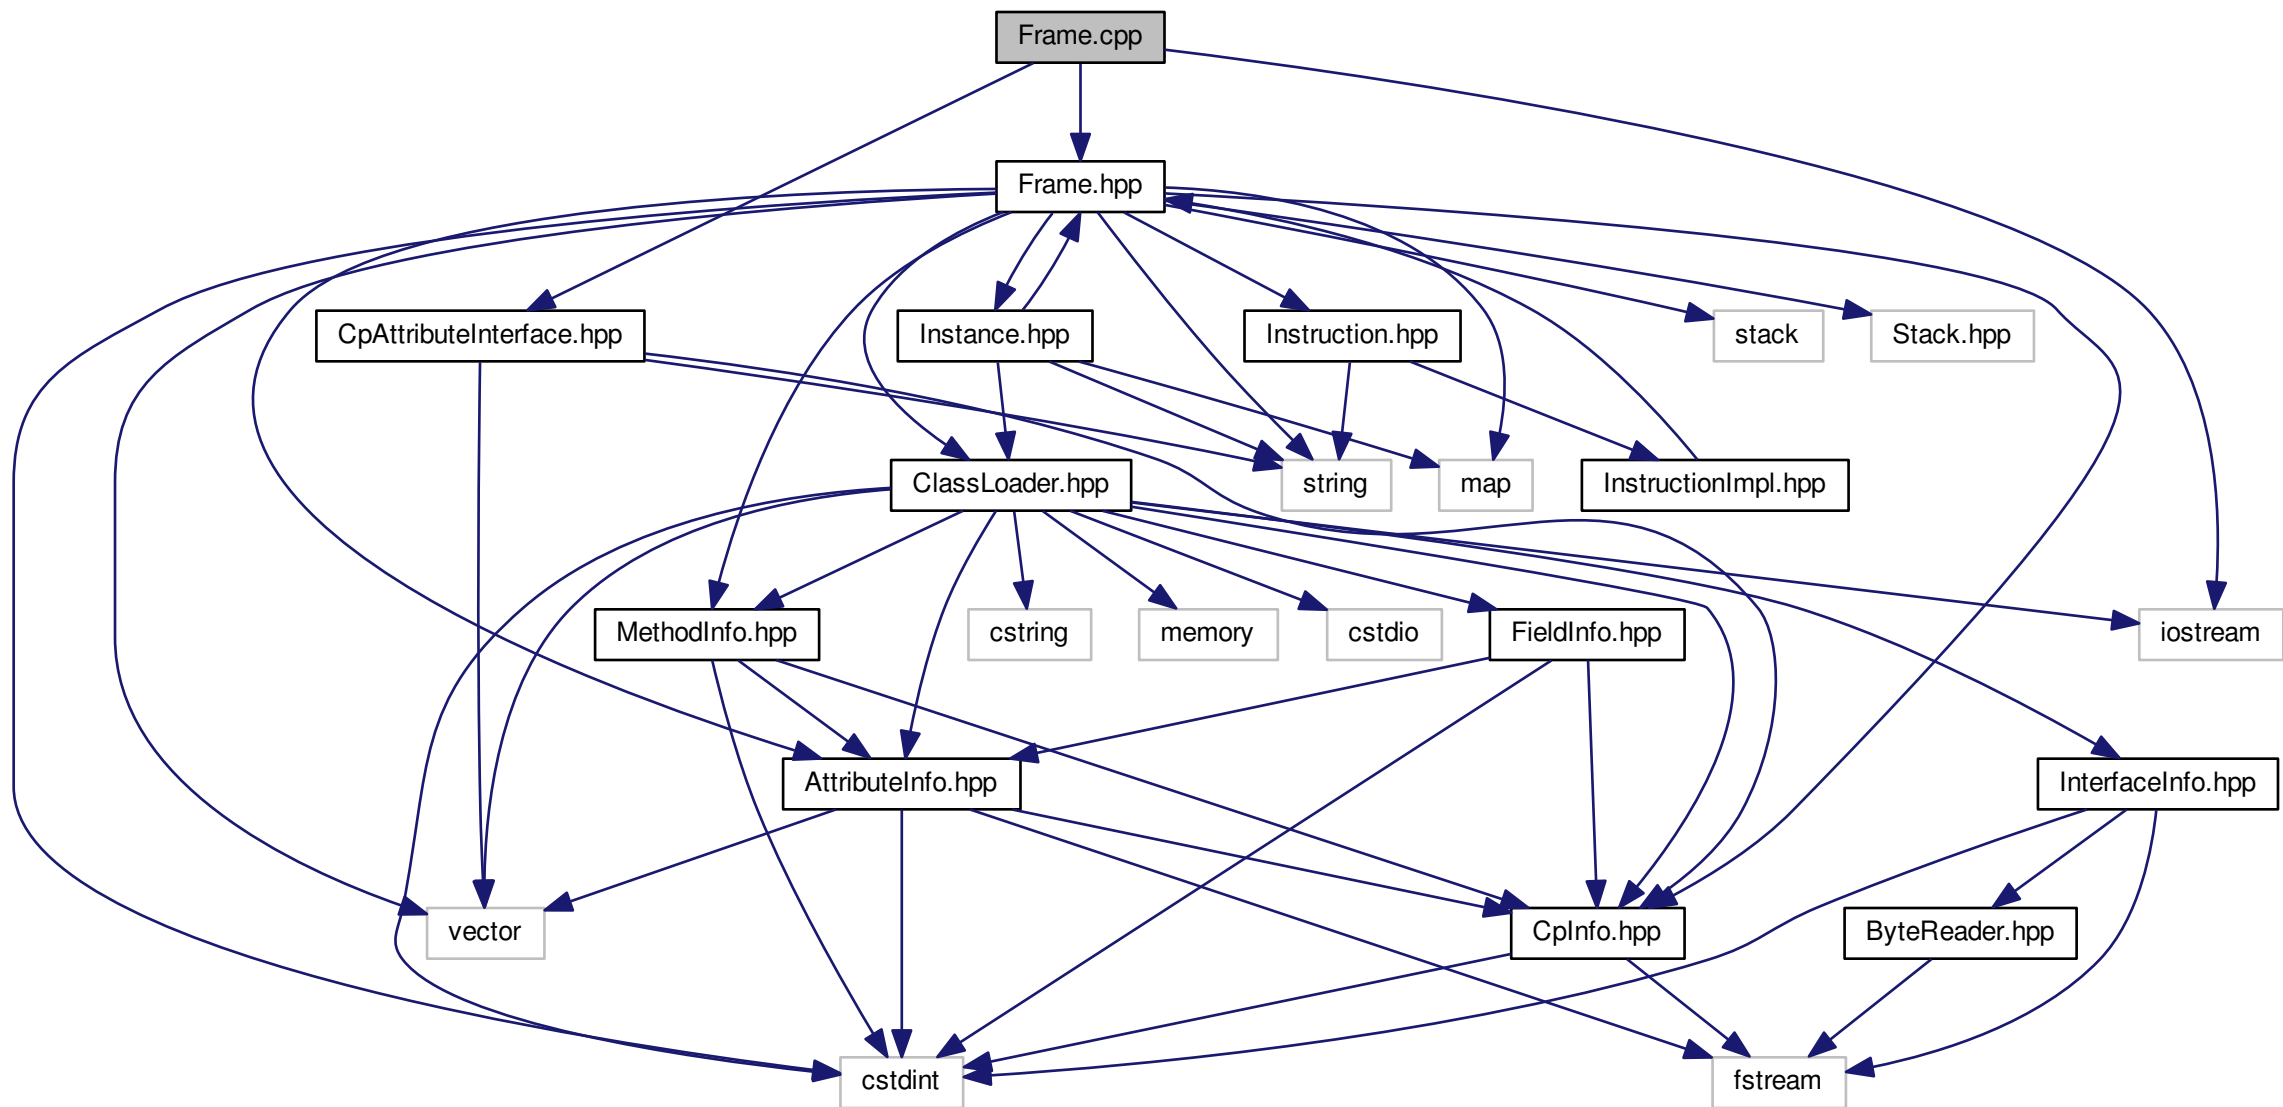 Frame.cpp
Frame.hpp
CpAttributeInterface.hpp
Instance.hpp
Instruction.hpp
stack
Stack.hpp
ClassLoader.hpp
string
map
InstructionImpl.hpp
MethodInfo.hpp
cstring
memory
cstdio
FieldInfo.hpp
iostream
AttributeInfo.hpp
InterfaceInfo.hpp
vector
CpInfo.hpp
ByteReader.hpp
cstdint
fstream